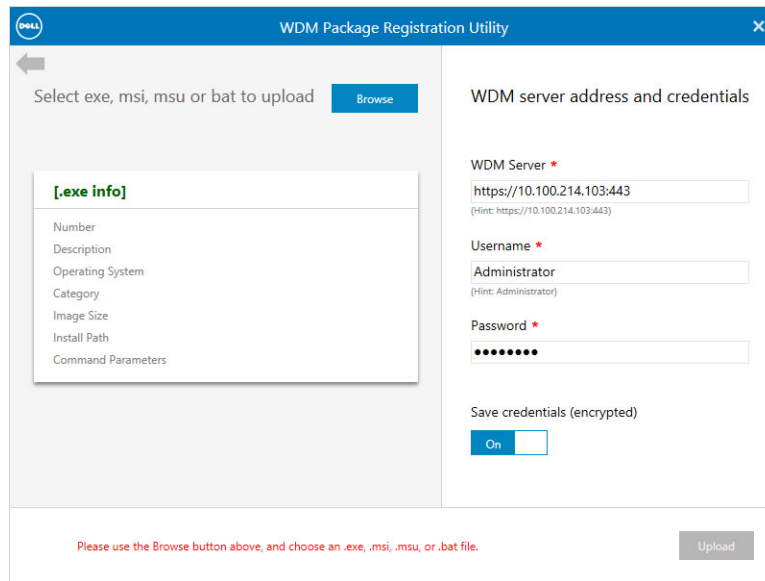 DELL
WDM Package Registration Utility
Select exe, msi, msu or bat to upload
Browse
[.exe info]
Number
Description
Operating System
Category
Image Size
Install Path
Command Parameters
WDM server address and credentials
WDM Server *
https://10.100.214.103:443
(Hint: https://10.100.214.103:443)
Username *
Administrator
(Hint: Administrator)
Password *
●●●●●●●●
Save credentials (encrypted)
On
Please use the Browse button above, and choose an .exe, .msi, .msu, or .bat file.
Upload